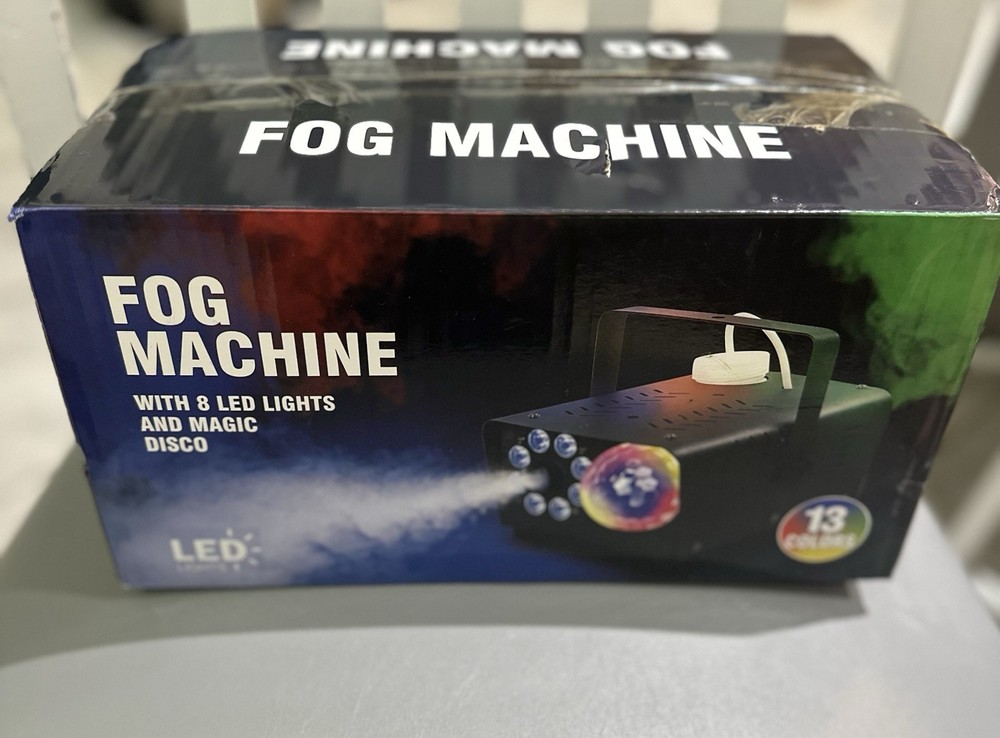 FOG MACHINE
FOG MACHINE
FOG
MACHINE
WITH 8 LED LIGHTS
AND MAGIC
DISCO
LED
13
COLORS